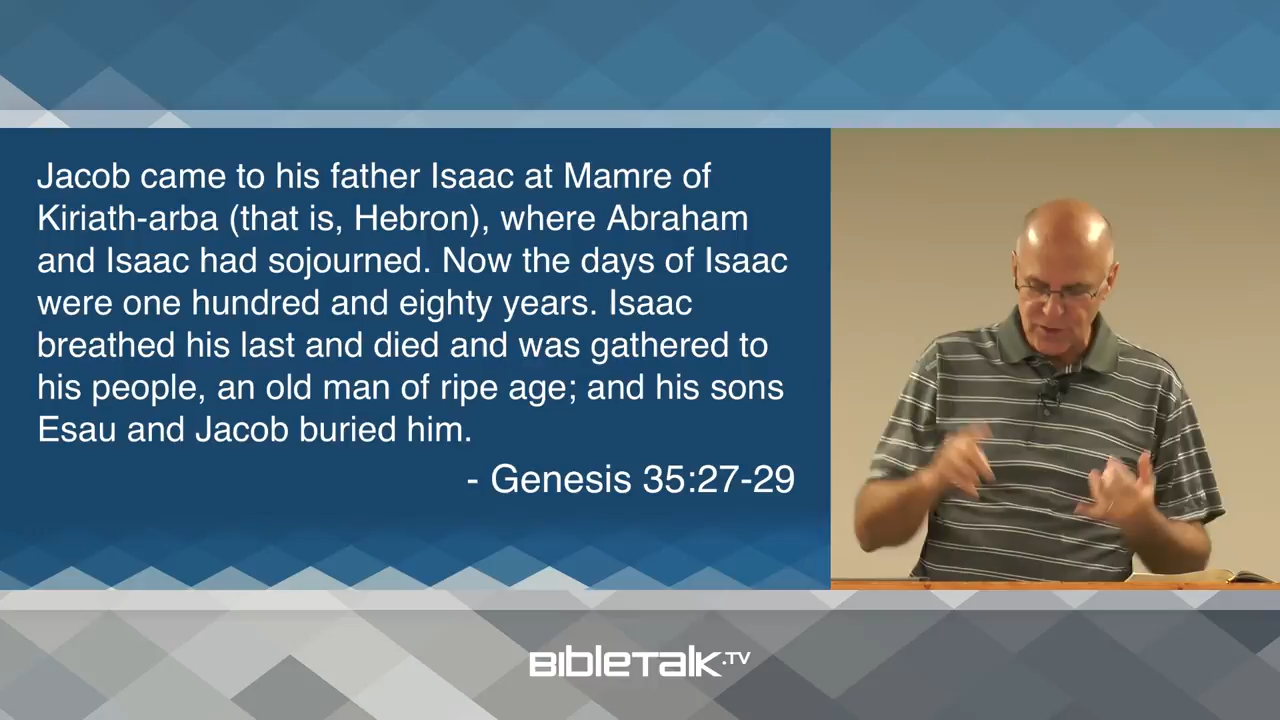 Jacob came to his father Isaac at Mamre of
Kiriath-arba (that is, Hebron), where Abraham
and Isaac had sojourned. Now the days of Isaac
were one hundred and eighty years. Isaac
breathed his last and died and was gathered to
his people, an old man of ripe age; and his sons
Esau and Jacob buried him.
- Genesis 35:27-29
BIBLETALK.TV